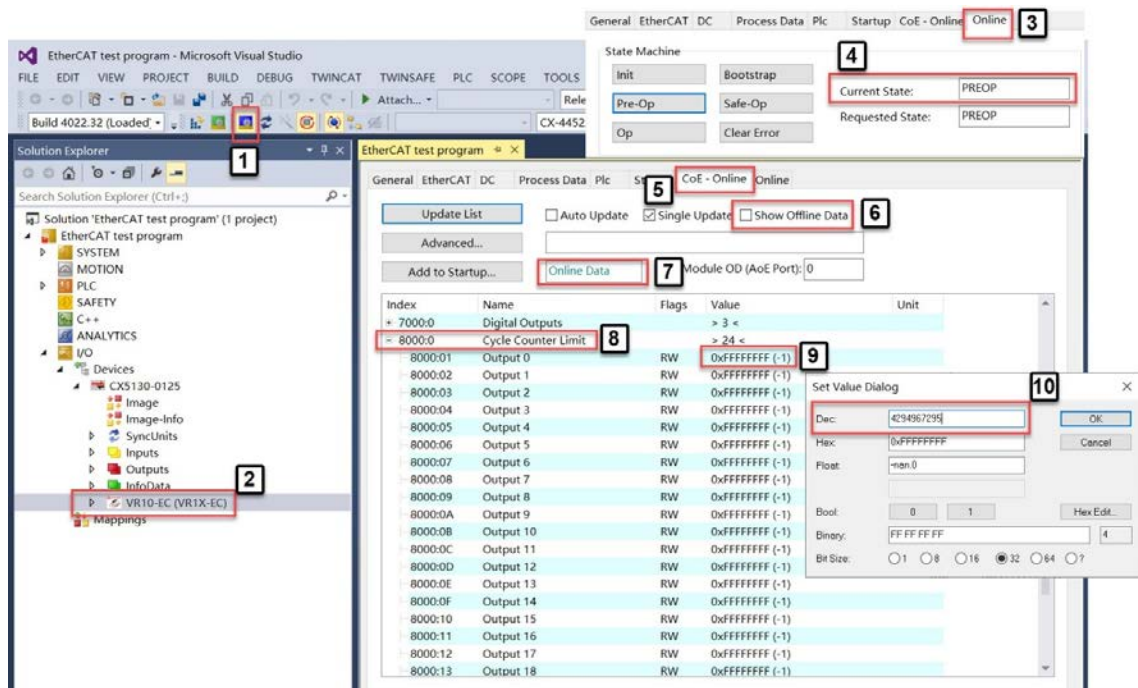 General EtherCAT DC Process Data Plc Startup CoE - Online Online
3
State Machine
Init Bootstrap
Pre-Op Safe-Op
Op Clear Error
4
Current State: PREOP
Requested State: PREOP
EtherCAT test program - Microsoft Visual Studio
FILE EDIT VIEW PROJECT BUILD DEBUG TWINCAT TWINSAFE PLC SCOPE TOOLS
Attach...
Build 4022.32 (Loaded) CX-4452
1
Solution Explorer
Search Solution Explorer (Ctrl+;)
Solution 'EtherCAT test program' (1 project)
EtherCAT test program
SYSTEM
MOTION
PLC
SAFETY
C++
ANALYTICS
I/O
Devices
CX5130-0125
Image
Image-Info
SyncUnits
Inputs
Outputs
InfoData
2
VR10-EC (VR1X-EC)
Mappings
EtherCAT test program
General EtherCAT DC Process Data Plc CoE - Online Online
5
Update List Auto Update Single Update Show Offline Data
6
Advanced...
Add to Startup... Online Data
7
Module OD (AoE Port): 0
Index Name Flags Value Unit
7000:0 Digital Outputs > 3 <
8000:0 Cycle Counter Limit > 24 <
8
8000:01 Output 0 RW 0xFFFFFFFF (-1)
9
8000:02 Output 1 RW 0xFFFFFFFF (-1)
8000:03 Output 2 RW 0xFFFFFFFF (-1)
8000:04 Output 3 RW 0xFFFFFFFF (-1)
8000:05 Output 4 RW 0xFFFFFFFF (-1)
8000:06 Output 5 RW 0xFFFFFFFF (-1)
8000:07 Output 6 RW 0xFFFFFFFF (-1)
8000:08 Output 7 RW 0xFFFFFFFF (-1)
8000:09 Output 8 RW 0xFFFFFFFF (-1)
8000:0A Output 9 RW 0xFFFFFFFF (-1)
8000:0B Output 10 RW 0xFFFFFFFF (-1)
8000:0C Output 11 RW 0xFFFFFFFF (-1)
8000:0D Output 12 RW 0xFFFFFFFF (-1)
8000:0E Output 13 RW 0xFFFFFFFF (-1)
8000:0F Output 14 RW 0xFFFFFFFF (-1)
8000:10 Output 15 RW 0xFFFFFFFF (-1)
8000:11 Output 16 RW 0xFFFFFFFF (-1)
8000:12 Output 17 RW 0xFFFFFFFF (-1)
8000:13 Output 18 RW 0xFFFFFFFF (-1)
Set Value Dialog
10
Dec: 4294967295 OK
Hex: 0xFFFFFFFF Cancel
Float: -nan.0
Bool: 0 1 Hex Edit...
Binary: FF FF FF FF 4
Bit Size: 1 8 16 32 64 ?